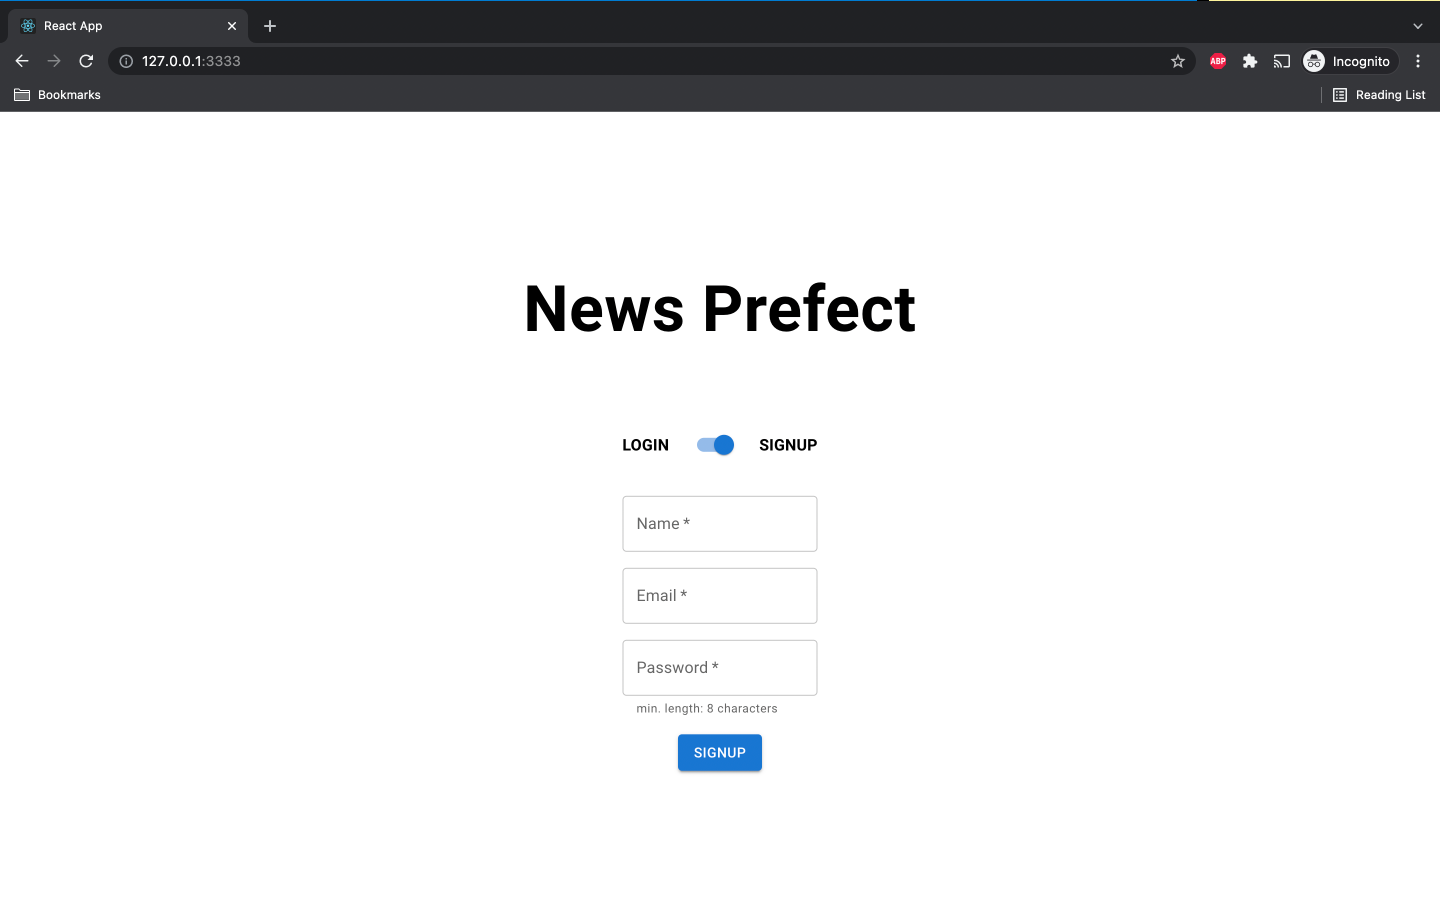 React App
127.0.0.1:3333
ABP
Incognito
Bookmarks
Reading List
News Prefect
LOGIN SIGNUP
Name *
Email *
Password *
min. length: 8 characters
SIGNUP